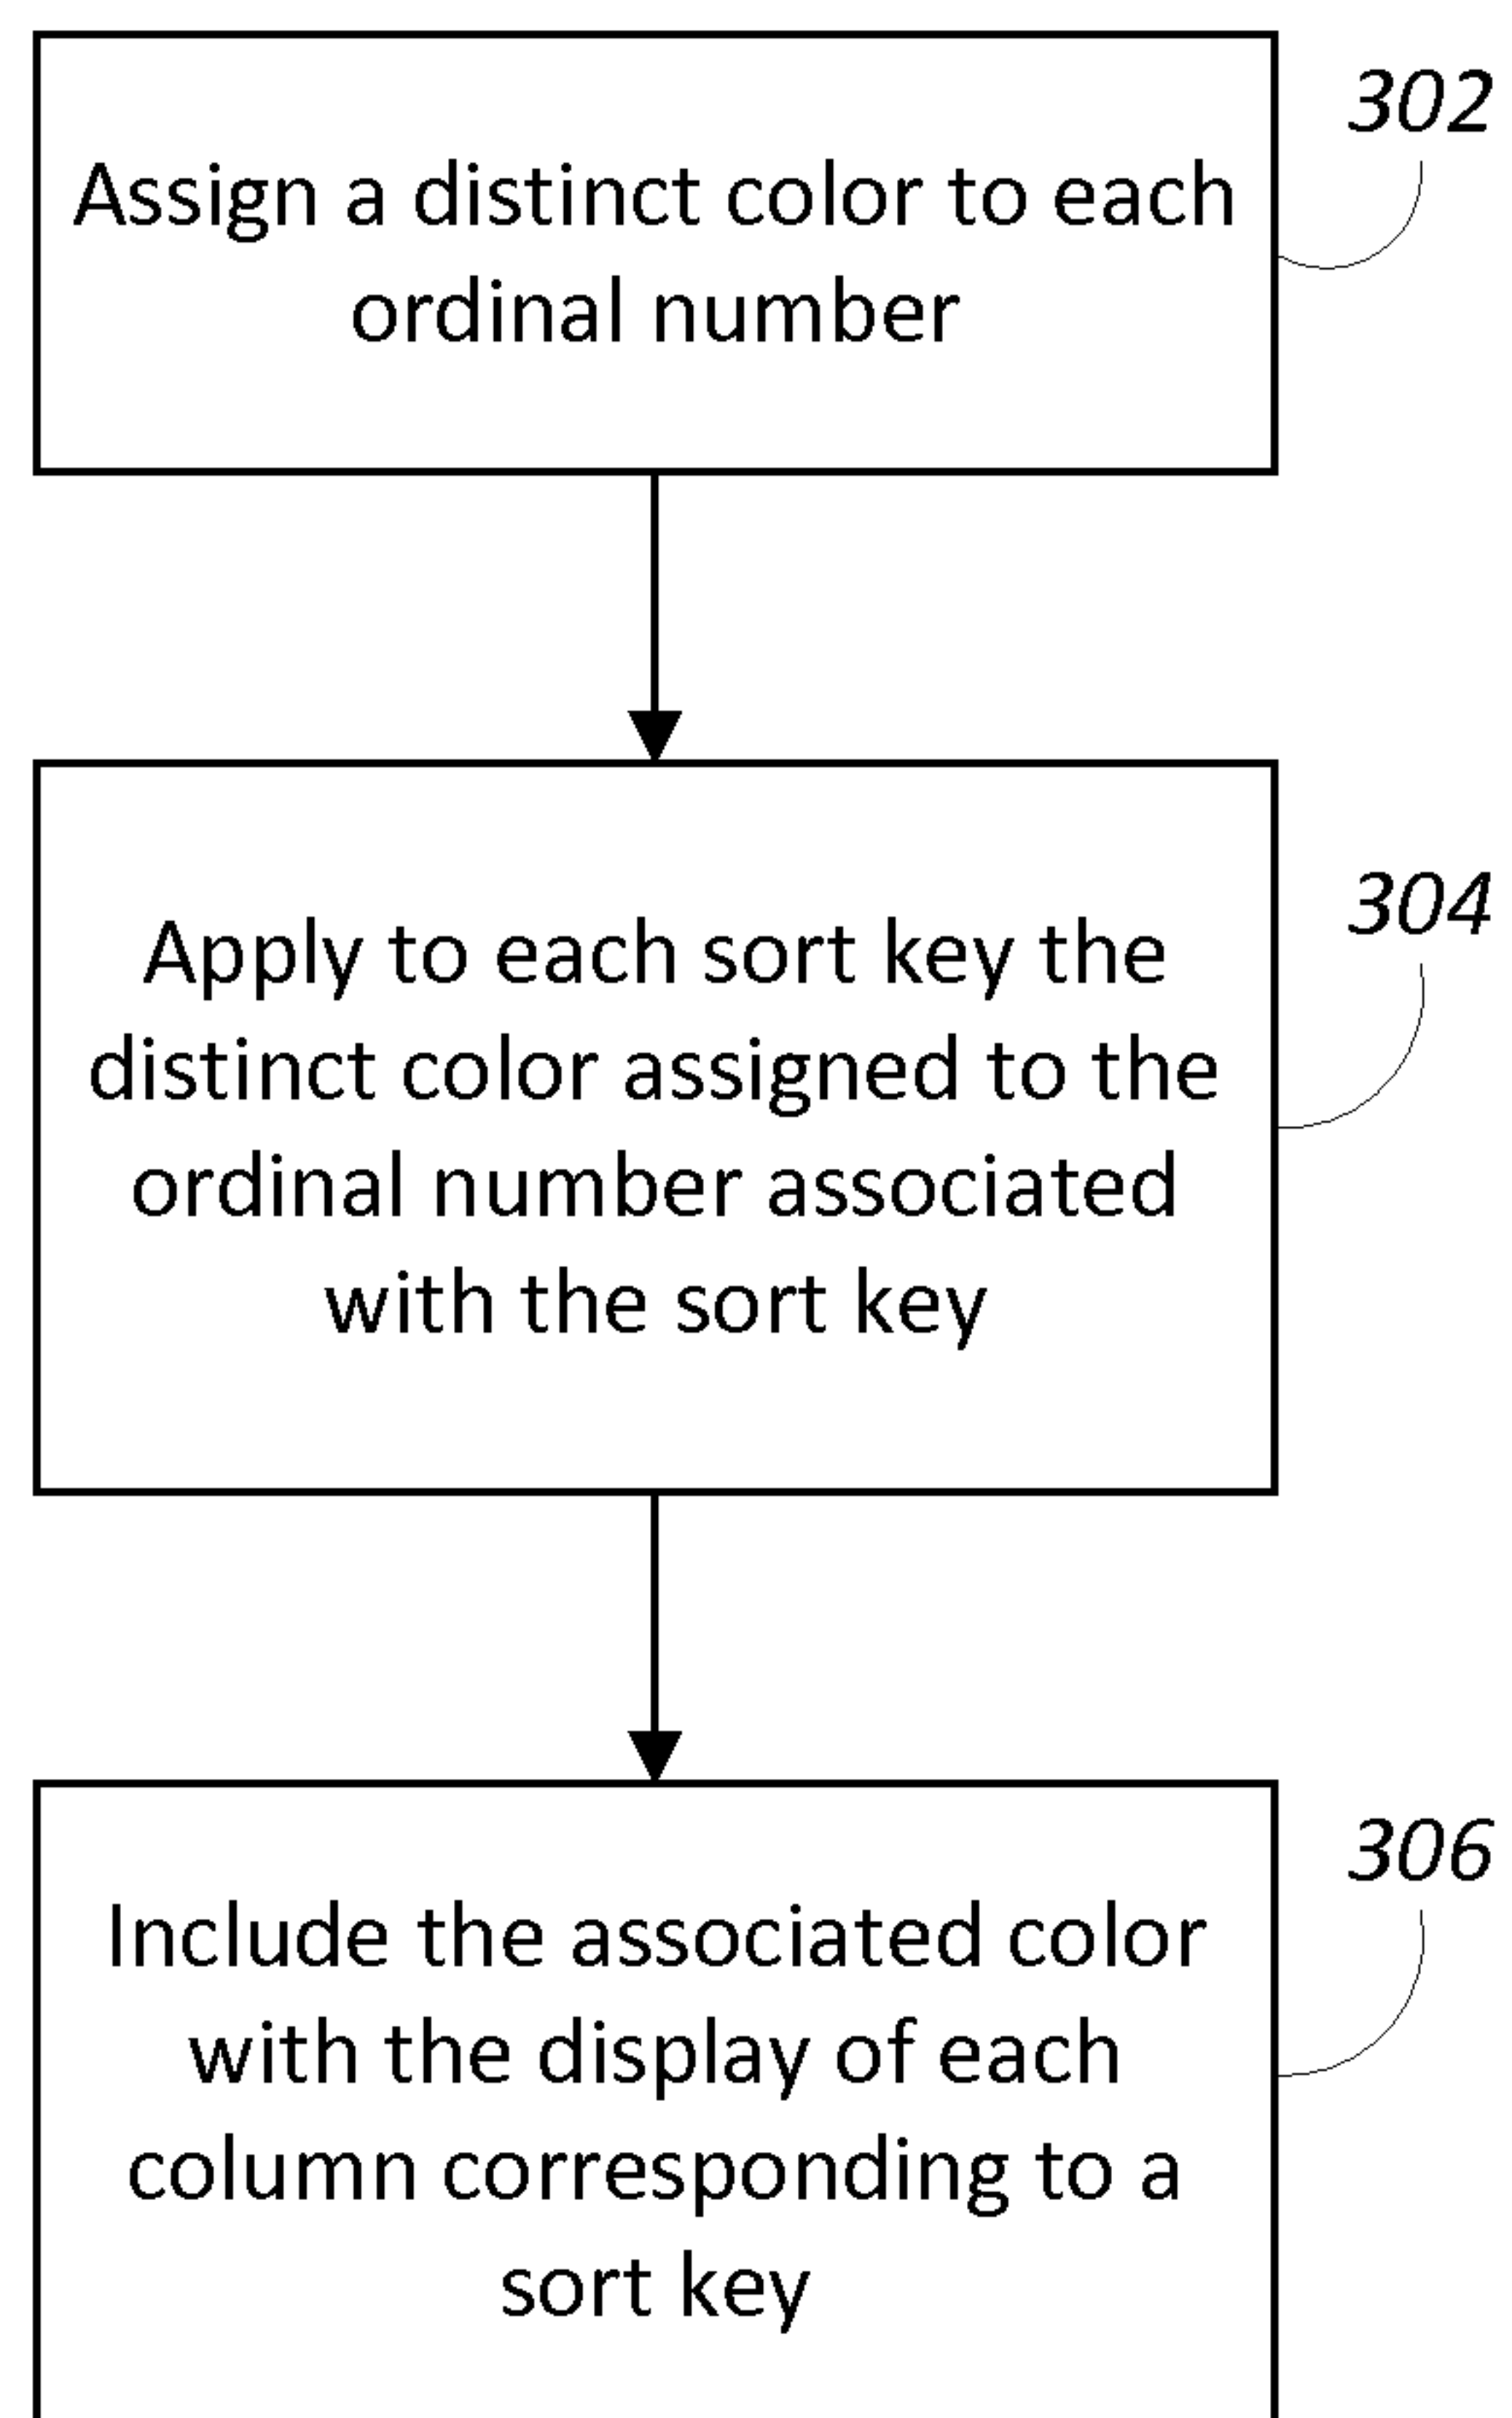 302
Assign a distinct color to each
ordinal number
304
Apply to each sort key the
distinct color assigned to the
ordinal number associated
with the sort key
306
Include the associated color
with the display of each
column corresponding to a
sort key